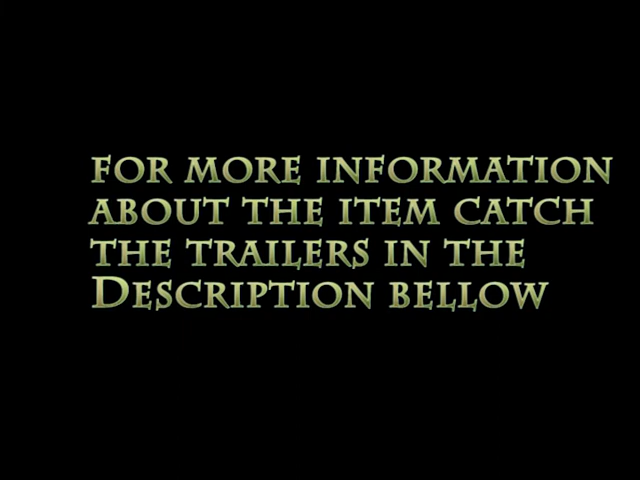 FOR MORE INFORMATION
ABOUT THE ITEM CATCH
THE TRAILERS IN THE
DESCRIPTION BELLOW